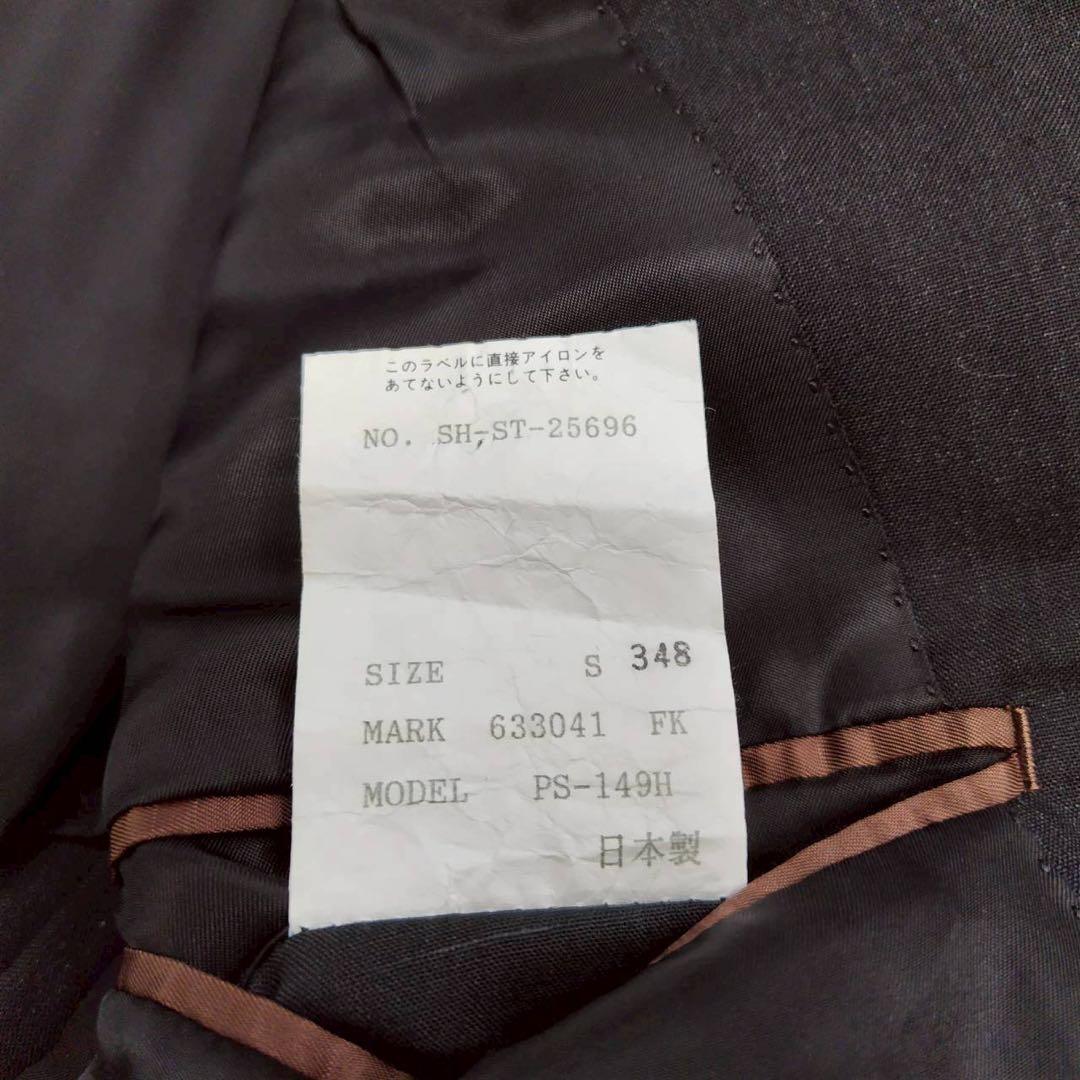 このラベルに直接アイロンを
あてないようにして下さい。
NO. SH,ST-25696
SIZE S 348
MARK 633041 FK
MODEL PS-149H
日本製